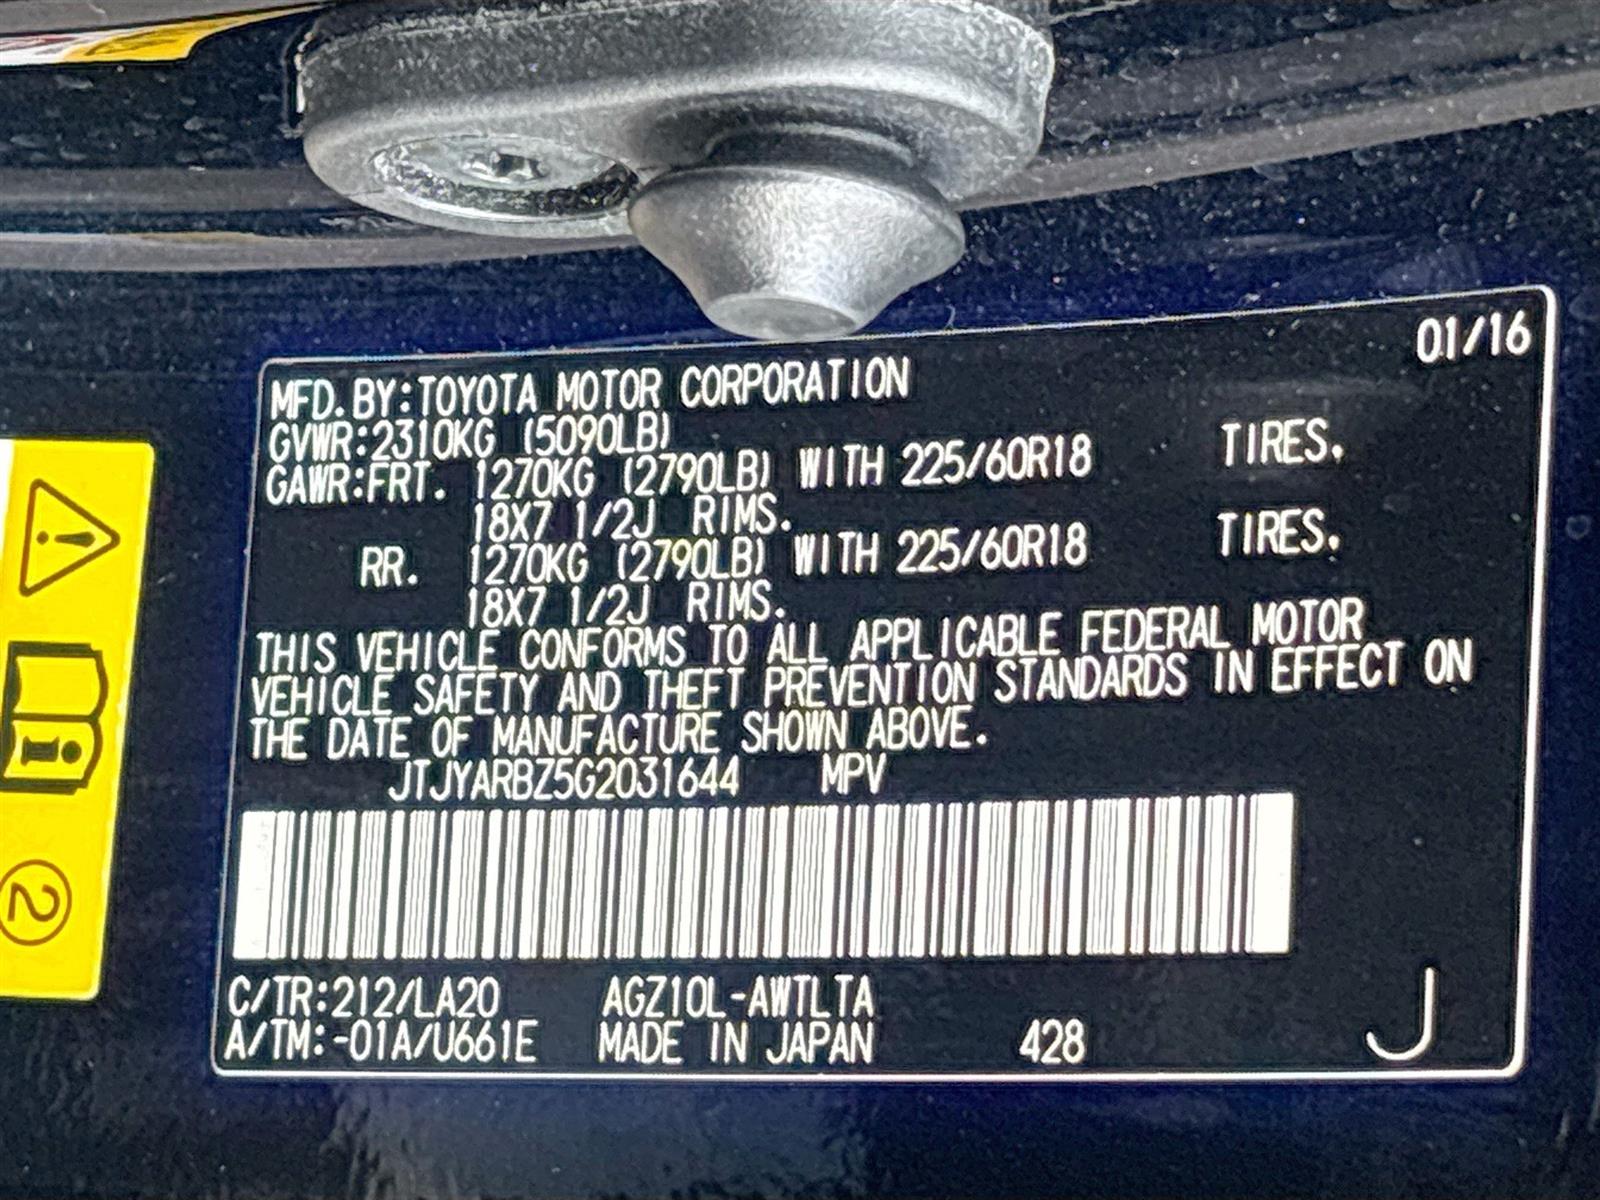 01/16
MFD. BY:TOYOTA MOTOR CORPORATION
GVWR:2310KG (5090LB)
GAWR:FRT. 1270KG (2790LB) WITH 225/60R18 TIRES.
18X7 1/2J RIMS.
RR. 1270KG (2790LB) WITH 225/60R18 TIRES.
18X7 1/2J RIMS.
THIS VEHICLE CONFORMS TO ALL APPLICABLE FEDERAL MOTOR
VEHICLE SAFETY AND THEFT PREVENTION STANDARDS IN EFFECT ON
THE DATE OF MANUFACTURE SHOWN ABOVE.
JTJYARBZ5G2031644 MPV
C/TR:212/LA20 AGZ10L-AWTLTA
A/TM:-01A/U661E MADE IN JAPAN 428 J
2